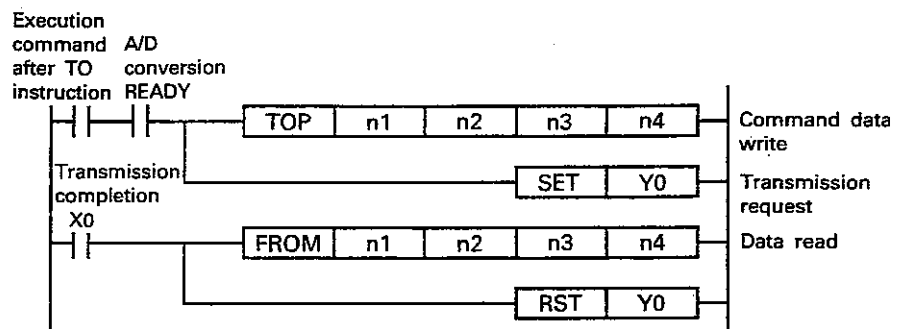 Execution
command A/D
after TO conversion
instruction READY
TOP n1 n2 n3 n4 Command data
write
SET Y0 Transmission
request
Transmission
completion
X0
FROM n1 n2 n3 n4 Data read
RST Y0